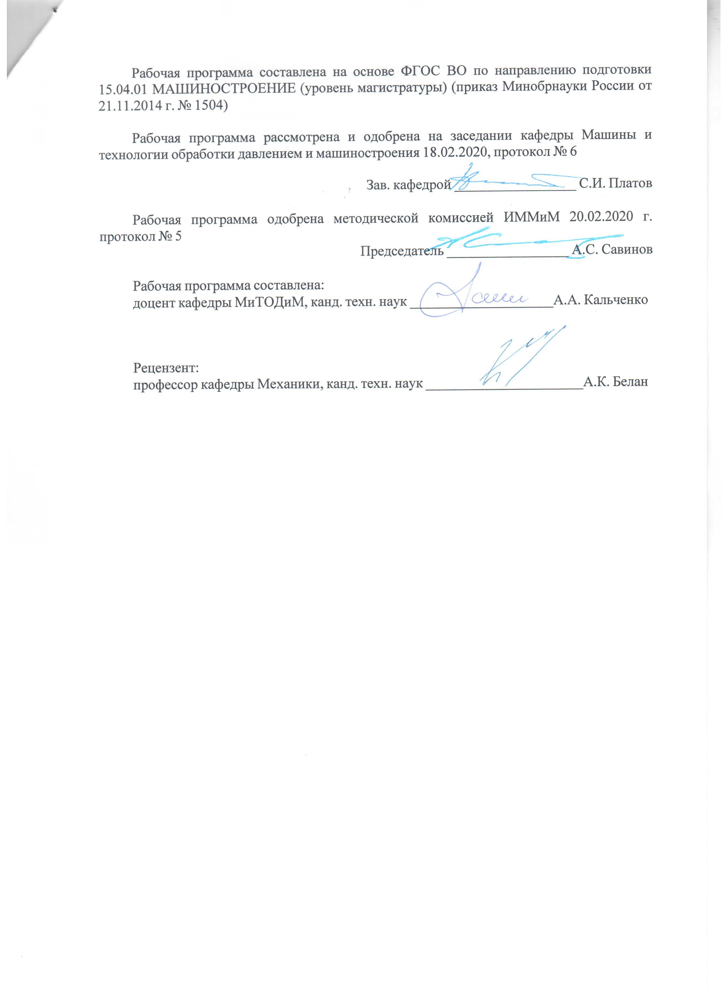 Рабочая программа составлена на основе ФГОС ВО по направлению подготовки
15.04.01 МАШИНОСТРОЕНИЕ (уровень магистратуры) (приказ Минобрнауки России от
21.11.2014 г. № 1504)
Рабочая программа рассмотрена и одобрена на заседании кафедры Машины и
технологии обработки давлением и машиностроения 18.02.2020, протокол № 6
Зав. кафедрой С.И. Платов
Рабочая программа одобрена методической комиссией ИММиМ 20.02.2020 г.
протокол № 5
Председатель А.С. Савинов
Рабочая программа составлена:
доцент кафедры МиТОДиМ, канд. техн. наук А.А. Кальченко
Рецензент:
профессор кафедры Механики, канд. техн. наук А.К. Белан